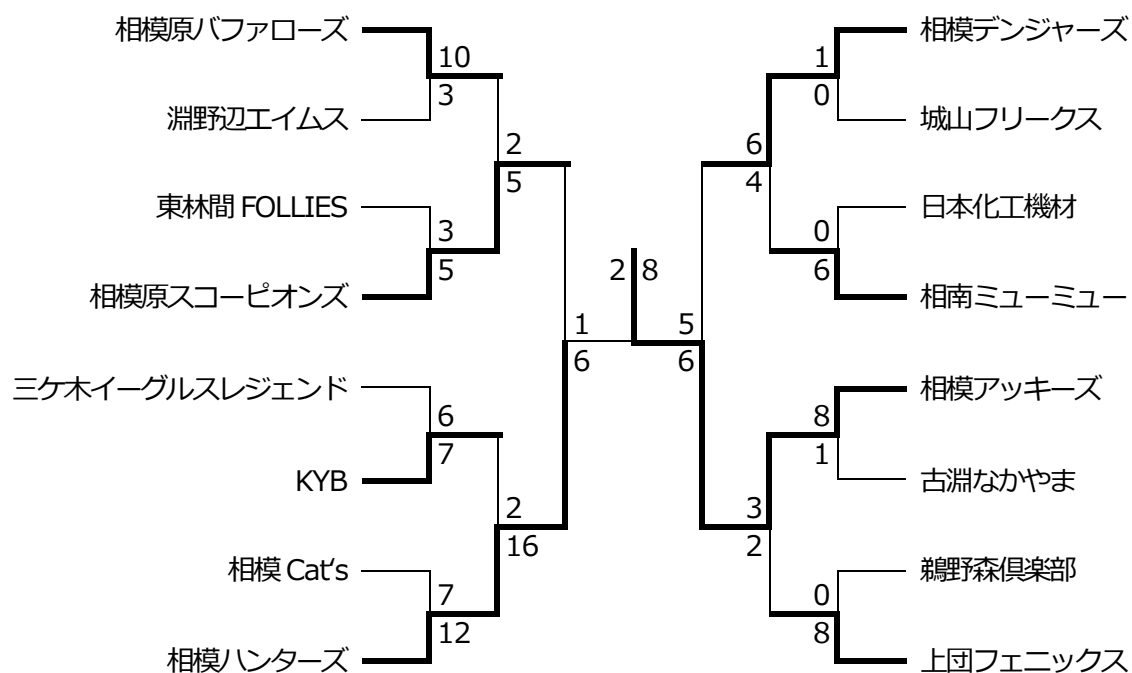 相模原バファローズ
10
3
淵野辺エイムス
2
5
東林間 FOLLIES
3
5
相模原スコーピオンズ
1
6
三ケ木イーグルスレジェンド
6
7
KYB
2
16
相模 Cat's
7
12
相模ハンターズ
2 8
相模デンジャーズ
1
0
城山フリークス
6
4
日本化工機材
0
6
相南ミューミュー
5
6
相模アッキーズ
8
1
古淵なかやま
3
2
鵜野森倶楽部
0
8
上団フェニックス